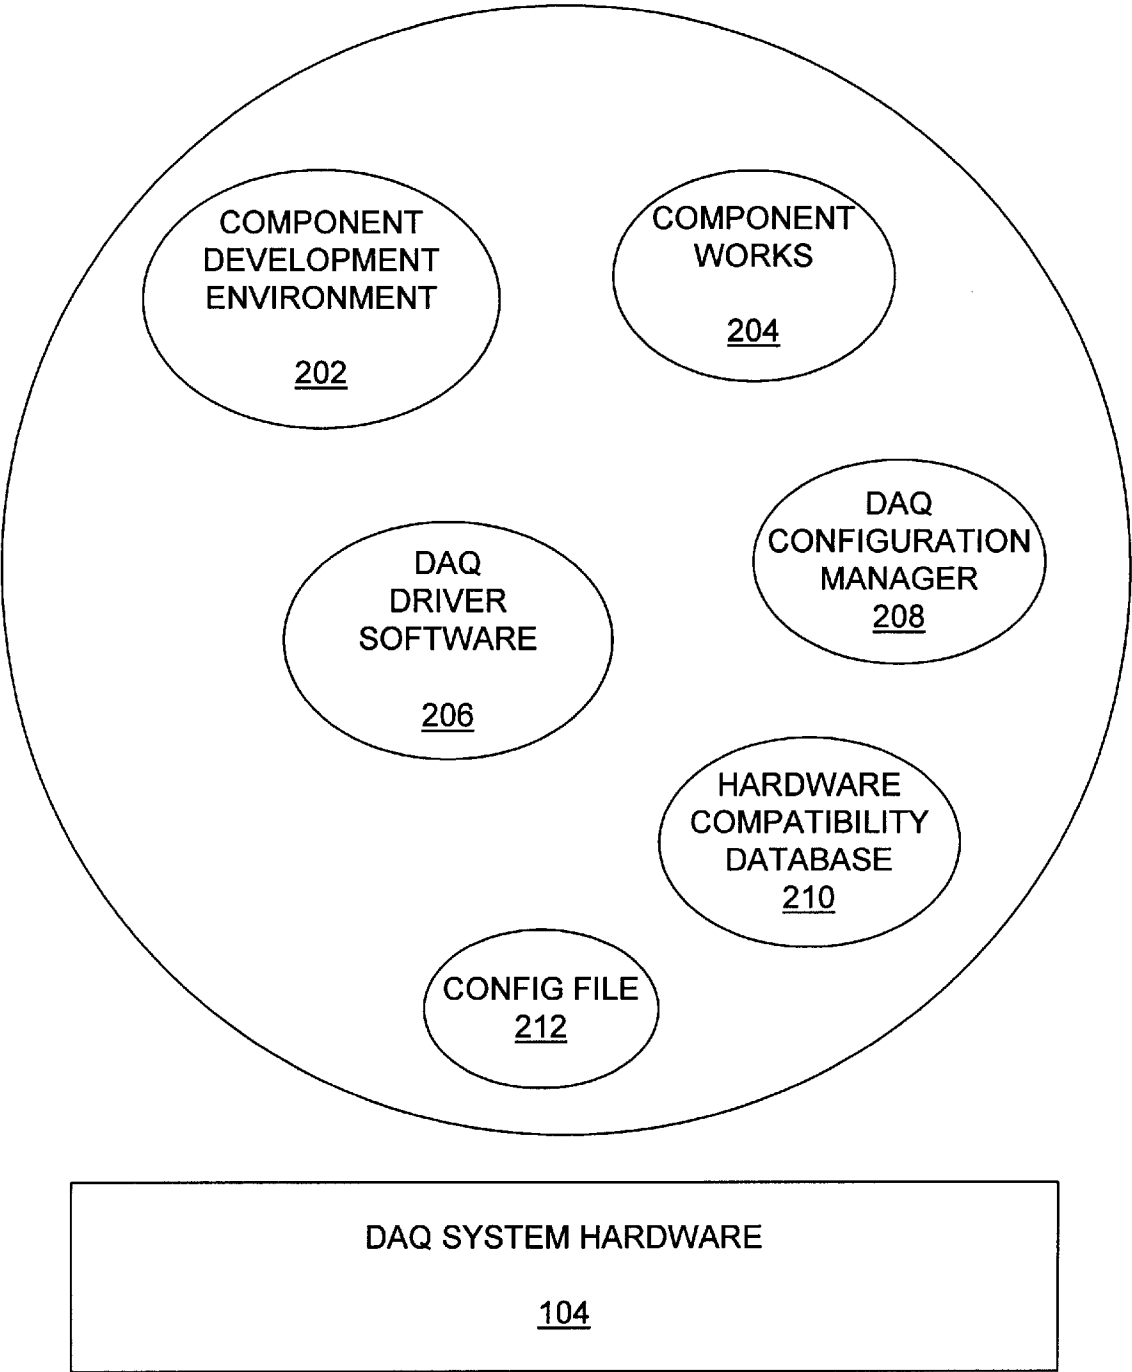 COMPONENT
DEVELOPMENT
ENVIRONMENT
202
COMPONENT
WORKS
204
DAQ
CONFIGURATION
MANAGER
208
DAQ
DRIVER
SOFTWARE
206
HARDWARE
COMPATIBILITY
DATABASE
210
CONFIG FILE
212
DAQ SYSTEM HARDWARE
104